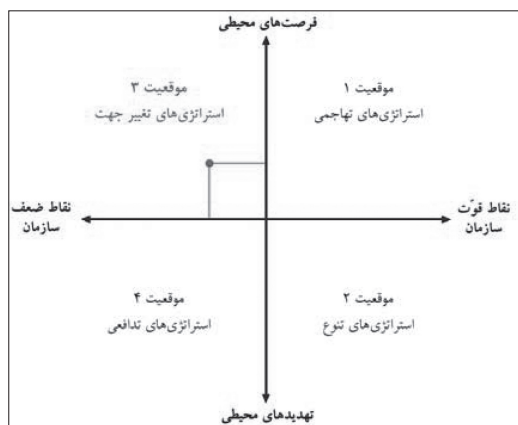 فرصت‌های محیطی
موقعیت ۱
استراتژی‌های تهاجمی
موقعیت ۳
استراتژی‌های تغییر جهت
نقاط قوّت
سازمان
نقاط ضعف
سازمان
موقعیت ۲
استراتژی‌های تنوع
موقعیت ۴
استراتژی‌های تدافعی
تهدیدهای محیطی